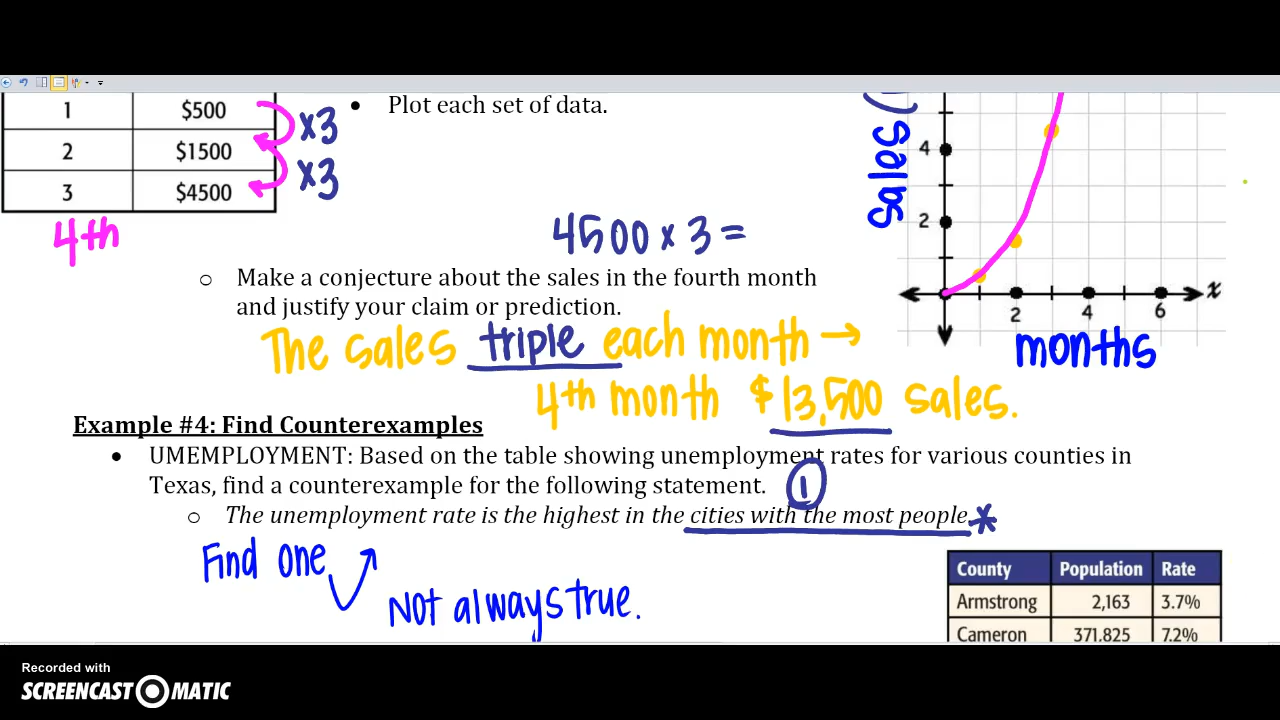 1 $500
×3
• Plot each set of data.
2 $1500
×3
3 $4500
4th
4500 × 3 =
sales (
4
2
x
2 4 6
months
o Make a conjecture about the sales in the fourth month
and justify your claim or prediction.
The sales triple each month →
4th month $13,500 sales.
Example #4: Find Counterexamples
• UMEMPLOYMENT: Based on the table showing unemployment rates for various counties in
Texas, find a counterexample for the following statement. 1
o The unemployment rate is the highest in the cities with the most people. *
Find one
Not always true.
County Population Rate
Armstrong 2,163 3.7%
Cameron 371,825 7.2%
Recorded with
SCREENCAST-O-MATIC